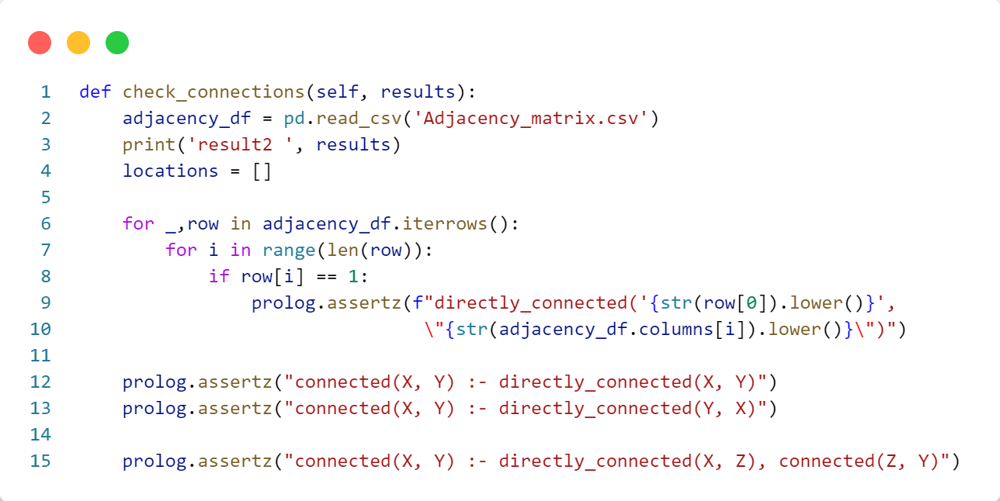 1 def check_connections(self, results):
2     adjacency_df = pd.read_csv('Adjacency_matrix.csv')
3     print('result2 ', results)
4     locations = []
5
6     for _,row in adjacency_df.iterrows():
7         for i in range(len(row)):
8             if row[i] == 1:
9                 prolog.assertz(f"directly_connected('{str(row[0]).lower()}',
10                                 \"{str(adjacency_df.columns[i]).lower()}\")")
11
12     prolog.assertz("connected(X, Y) :- directly_connected(X, Y)")
13     prolog.assertz("connected(X, Y) :- directly_connected(Y, X)")
14
15     prolog.assertz("connected(X, Y) :- directly_connected(X, Z), connected(Z, Y)")